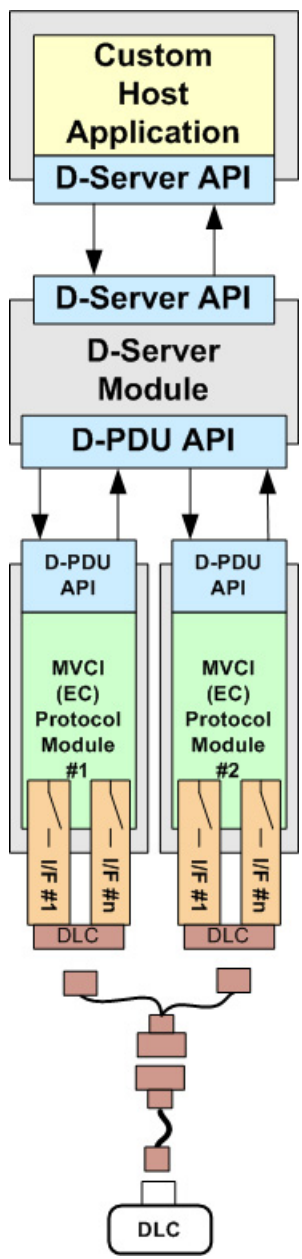 Custom
Host
Application
D-Server API
D-Server API
D-Server
Module
D-PDU API
D-PDU
API
MVCI
(EC)
Protocol
Module
#1
I/F #1
I/F #n
DLC
D-PDU
API
MVCI
(EC)
Protocol
Module
#2
I/F #1
I/F #n
DLC
DLC